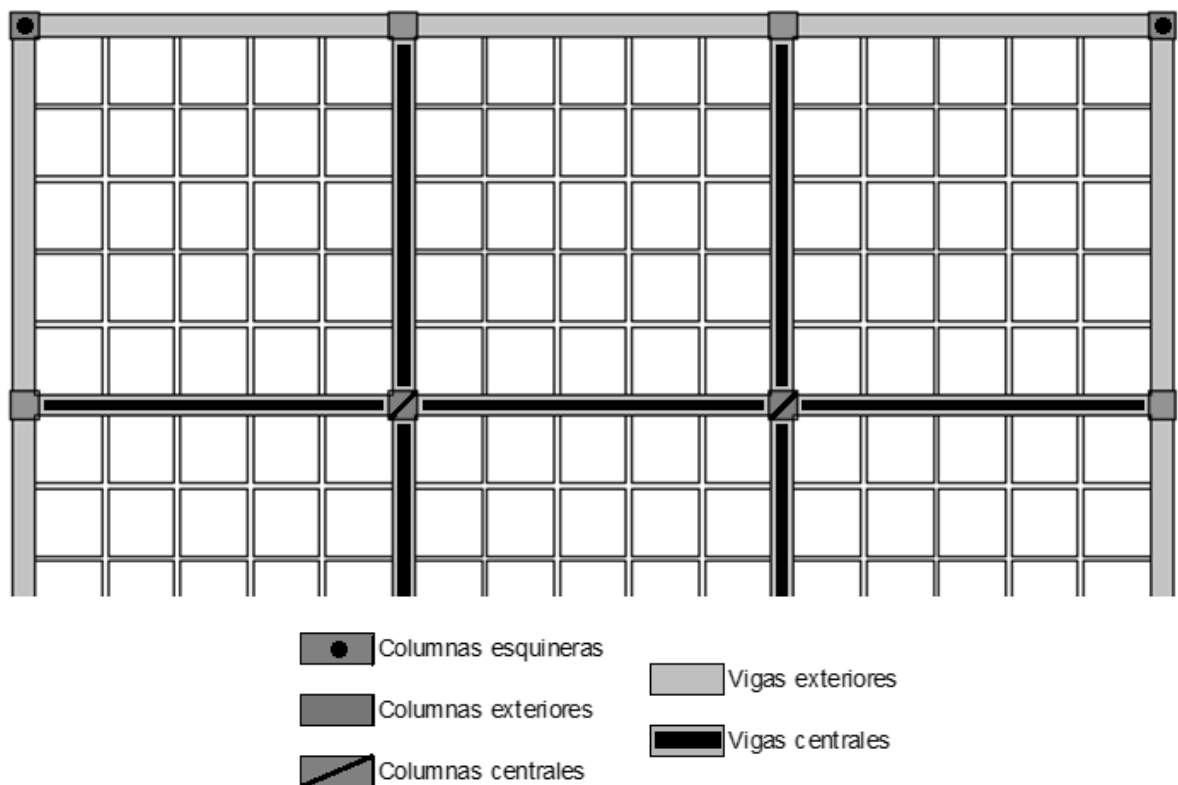 Columnas esquineras
Columnas exteriores
Columnas centrales
Vigas exteriores
Vigas centrales